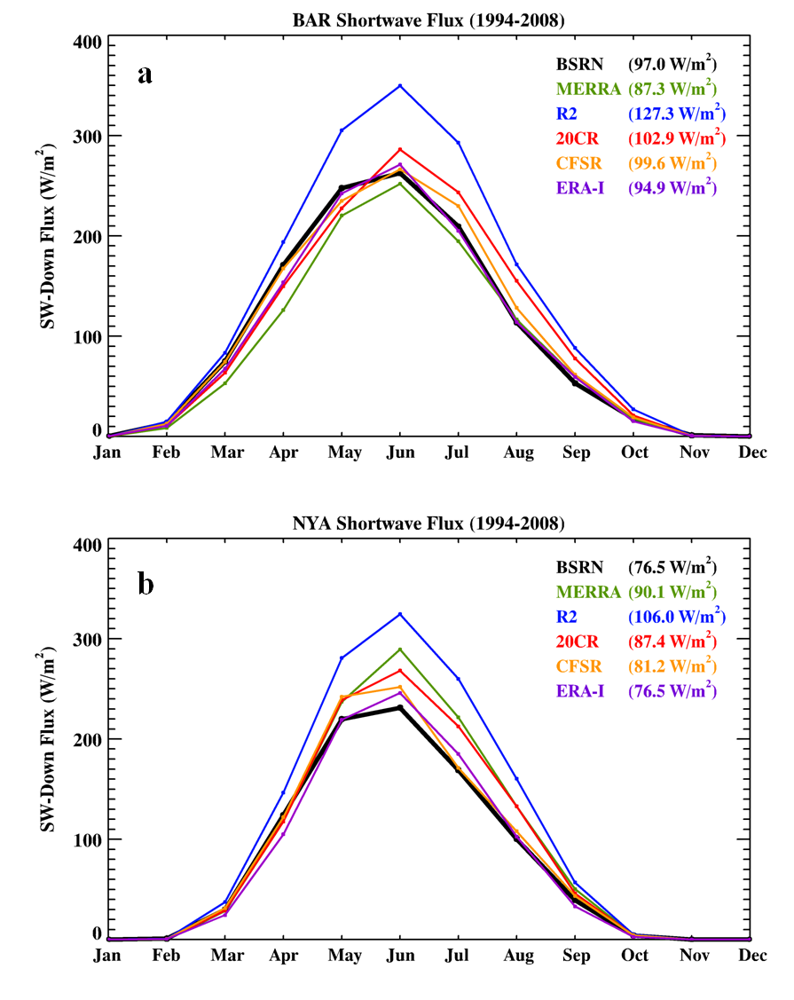 BAR Shortwave Flux (1994-2008)
400
300
200
100
0
SW-Down Flux (W/m²)
a
BSRN (97.0 W/m²)
MERRA (87.3 W/m²)
R2 (127.3 W/m²)
20CR (102.9 W/m²)
CFSR (99.6 W/m²)
ERA-I (94.9 W/m²)
Jan Feb Mar Apr May Jun Jul Aug Sep Oct Nov Dec
NYA Shortwave Flux (1994-2008)
400
300
200
100
0
SW-Down Flux (W/m²)
b
BSRN (76.5 W/m²)
MERRA (90.1 W/m²)
R2 (106.0 W/m²)
20CR (87.4 W/m²)
CFSR (81.2 W/m²)
ERA-I (76.5 W/m²)
Jan Feb Mar Apr May Jun Jul Aug Sep Oct Nov Dec